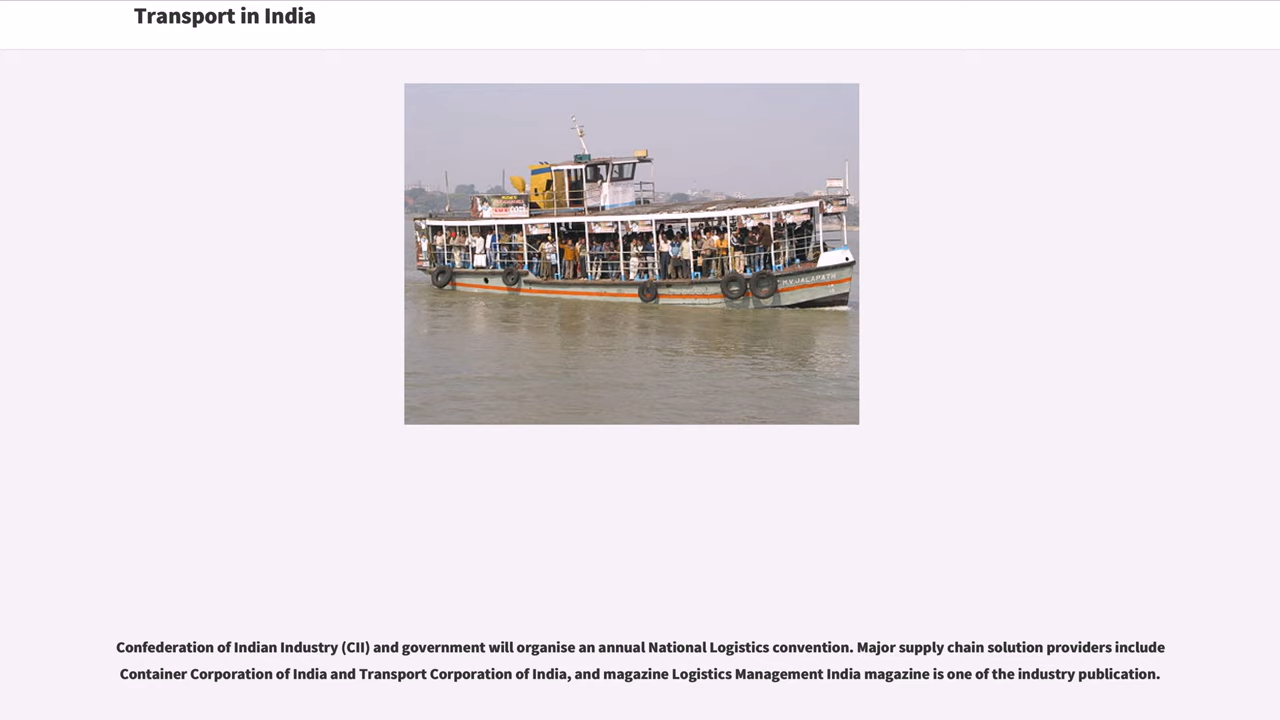 Transport in India
M.V. JALAPATH
Confederation of Indian Industry (CII) and government will organise an annual National Logistics convention. Major supply chain solution providers include
Container Corporation of India and Transport Corporation of India, and magazine Logistics Management India magazine is one of the industry publication.